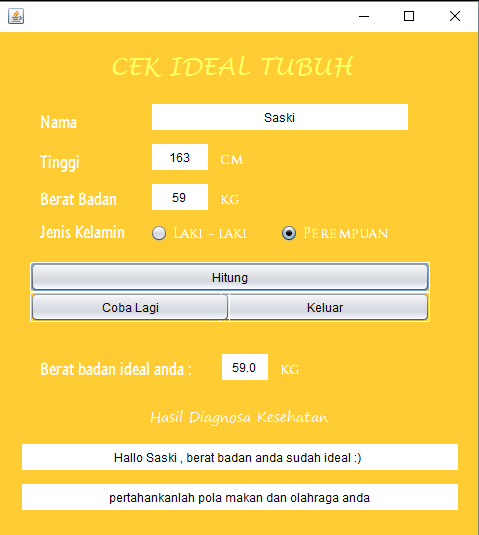 CEK IDEAL TUBUH
Nama Saski
Tinggi 163 CM
Berat Badan 59 KG
Jenis Kelamin Laki - laki Perempuan
Hitung
Coba Lagi Keluar
Berat badan ideal anda : 59.0 KG
Hasil Diagnosa Kesehatan
Hallo Saski , berat badan anda sudah ideal :)
pertahankanlah pola makan dan olahraga anda